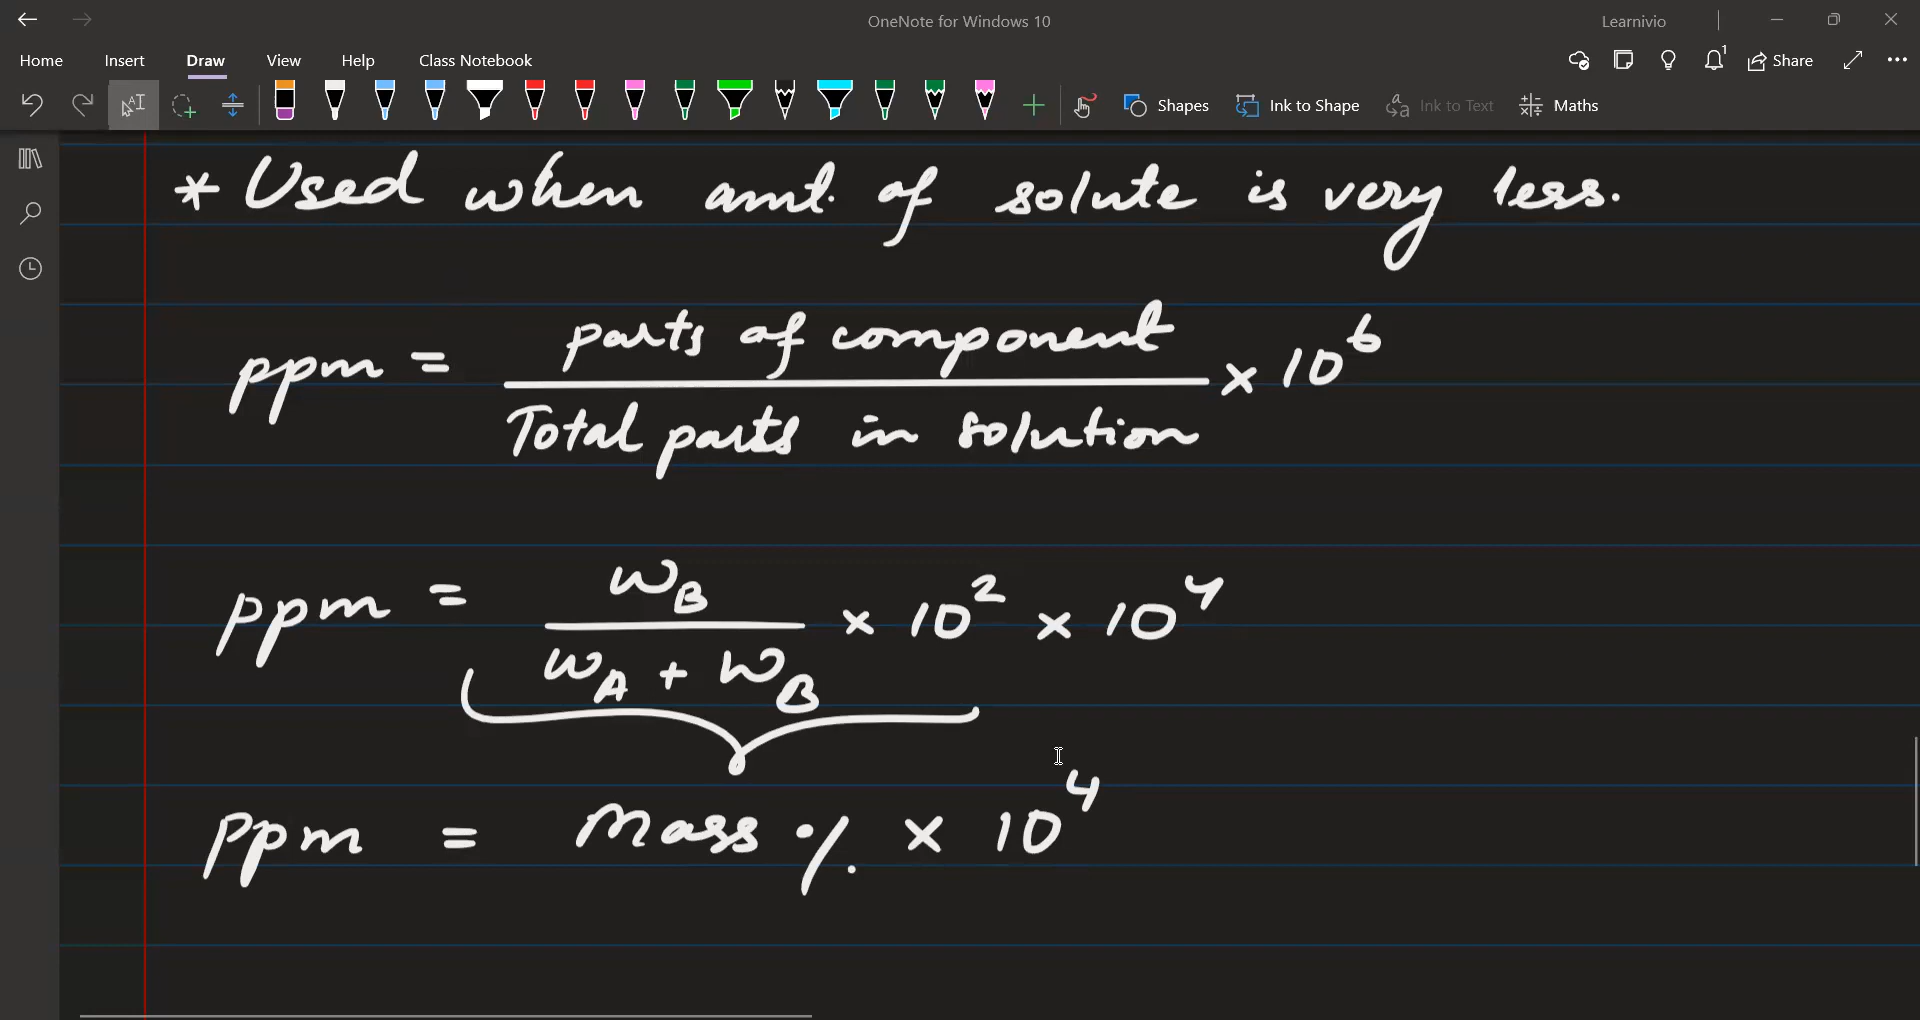 OneNote for Windows 10
Learnivio
Home Insert Draw View Help Class Notebook
1 Share
Shapes Ink to Shape Ink to Text Maths
* Used when amt. of solute is very less.
ppm = parts of component / Total parts in solution × 10^6
ppm = W_B / W_A + W_B × 10^2 × 10^4
ppm = Mass %. × 10^4